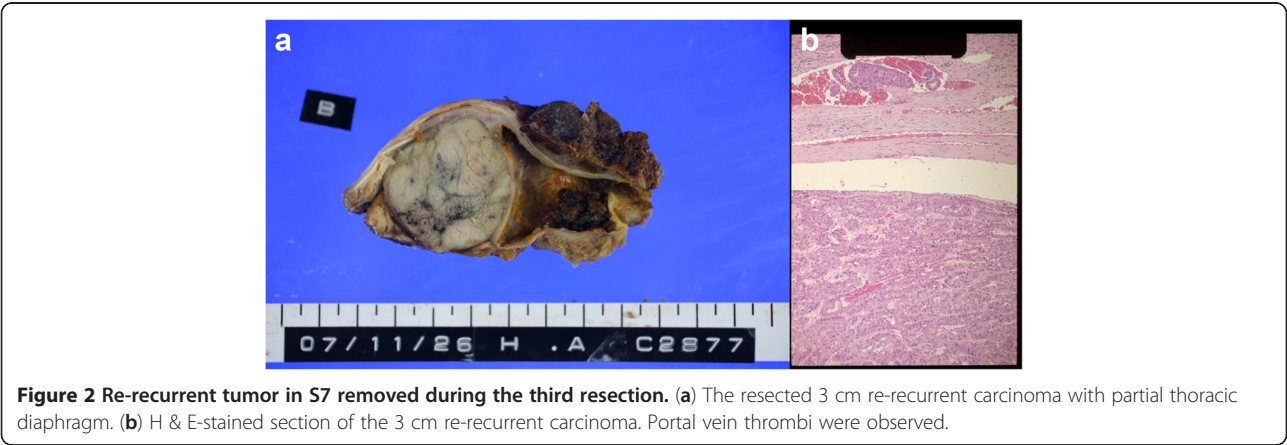 a
b
B
07/11/26 H .A C2877
Figure 2 Re-recurrent tumor in S7 removed during the third resection. (a) The resected 3 cm re-recurrent carcinoma with partial thoracic
diaphragm. (b) H & E-stained section of the 3 cm re-recurrent carcinoma. Portal vein thrombi were observed.